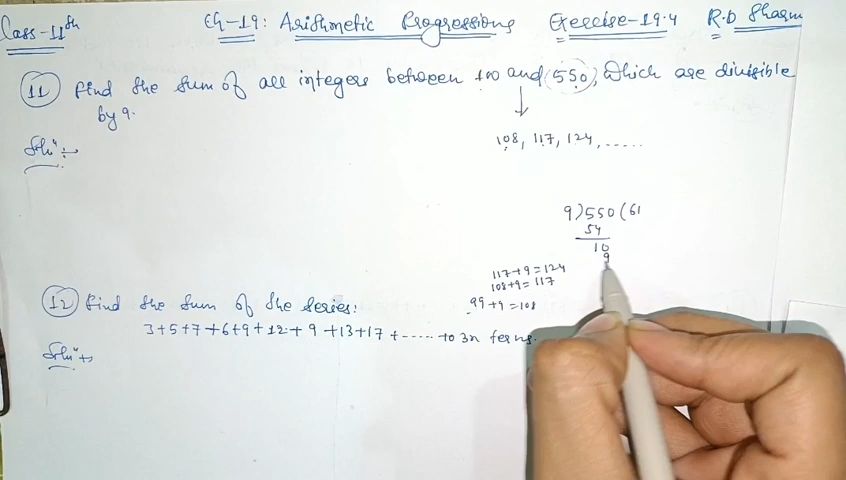 Class-11th Ch-19: Arithmetic Progressions Exercise-19.4 R.D Sharm
11 Find the sum of all integers between 100 and 550, which are divisible
by 9.
108, 117, 124, .....
Solnː-
9)550(61
54
10
9
117+9=124
108+9=117
99+9=108
12 Find the sum of the series:
3+5+7+6+9+12+9+13+17+.....to 3n terms.
Solnː-